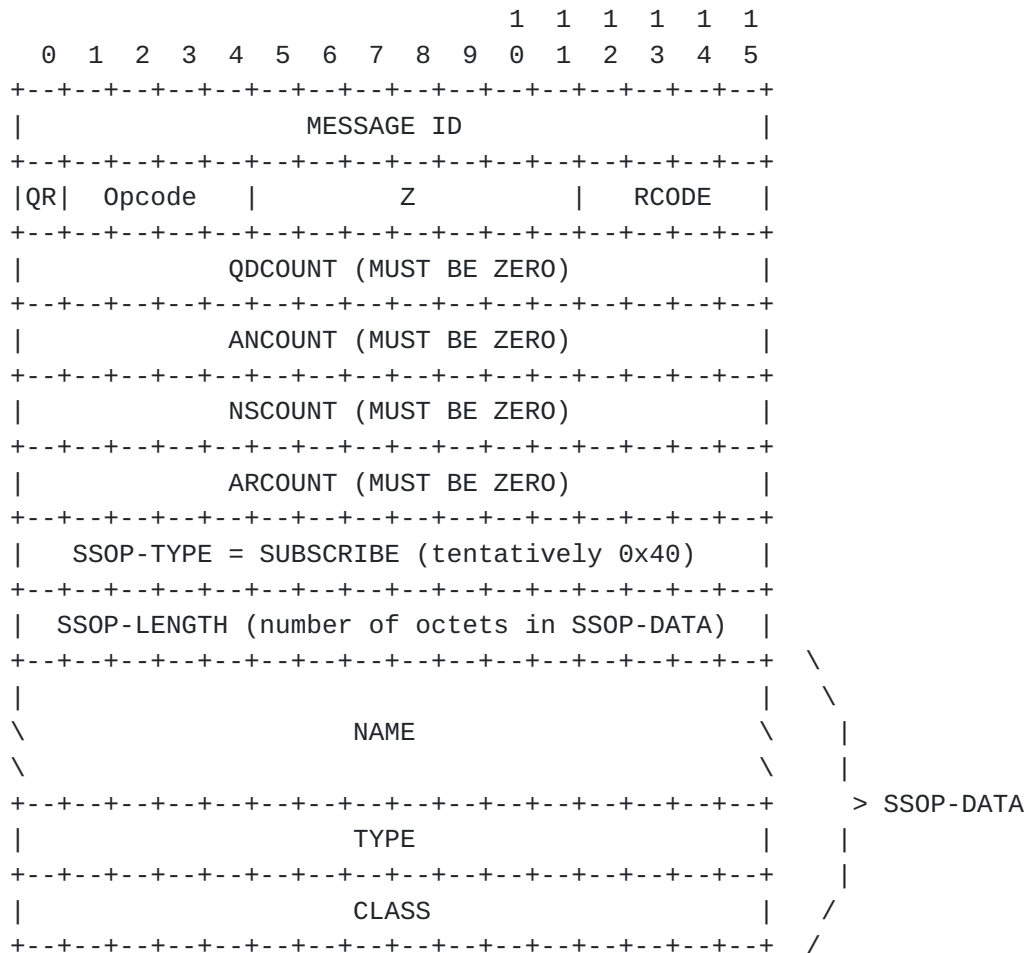 1 1 1 1 1 1
0 1 2 3 4 5 6 7 8 9 0 1 2 3 4 5
+--+--+--+--+--+--+--+--+--+--+--+--+--+--+--+--+
| MESSAGE ID |
+--+--+--+--+--+--+--+--+--+--+--+--+--+--+--+--+
|QR| Opcode | Z | RCODE |
+--+--+--+--+--+--+--+--+--+--+--+--+--+--+--+--+
| QDCOUNT (MUST BE ZERO) |
+--+--+--+--+--+--+--+--+--+--+--+--+--+--+--+--+
| ANCOUNT (MUST BE ZERO) |
+--+--+--+--+--+--+--+--+--+--+--+--+--+--+--+--+
| NSCOUNT (MUST BE ZERO) |
+--+--+--+--+--+--+--+--+--+--+--+--+--+--+--+--+
| ARCOUNT (MUST BE ZERO) |
+--+--+--+--+--+--+--+--+--+--+--+--+--+--+--+--+
| SSOP-TYPE = SUBSCRIBE (tentatively 0x40) |
+--+--+--+--+--+--+--+--+--+--+--+--+--+--+--+--+
| SSOP-LENGTH (number of octets in SSOP-DATA) |
+--+--+--+--+--+--+--+--+--+--+--+--+--+--+--+--+ \
| | \
\ NAME \ |
\ \ |
+--+--+--+--+--+--+--+--+--+--+--+--+--+--+--+--+ > SSOP-DATA
| TYPE | |
+--+--+--+--+--+--+--+--+--+--+--+--+--+--+--+--+ |
| CLASS | /
+--+--+--+--+--+--+--+--+--+--+--+--+--+--+--+--+ /